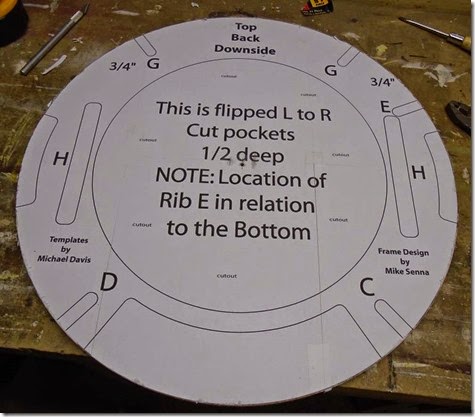 Top
Back
Downside
G
G
3/4"
3/4"
E
cutout
cutout
This is flipped L to R
Cut pockets
1/2 deep
NOTE: Location of
Rib E in relation
to the Bottom
cutout
cutout
H
H
cutout
cutout
cutout
Templates
by
Michael Davis
Frame Design
by
Mike Senna
D
C